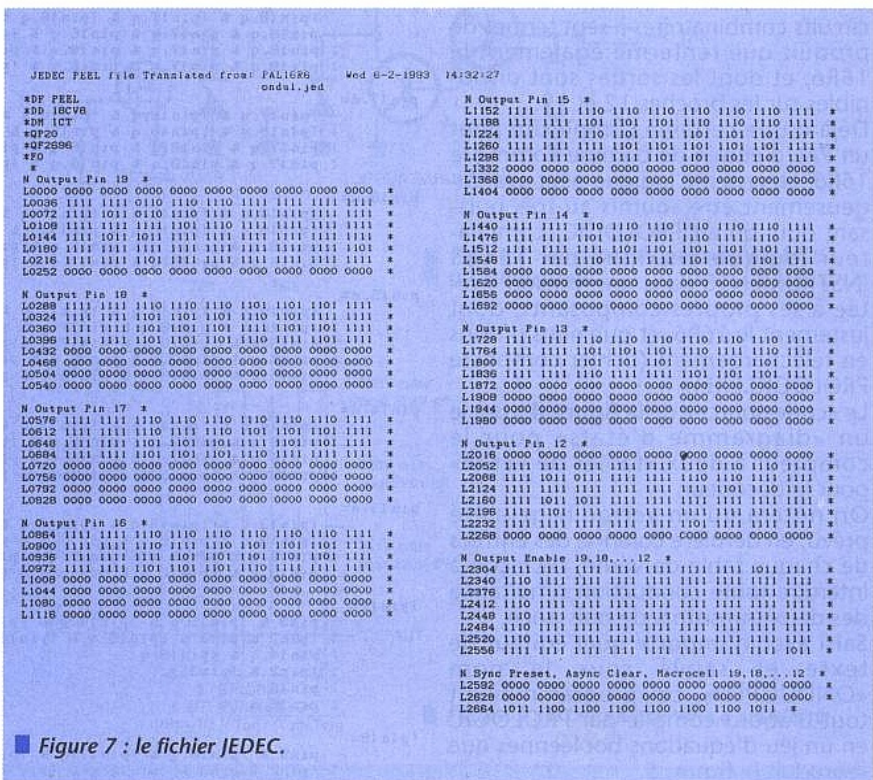 JEDEC PEEL file Translated from: PAL16R6 Wed 6-2-1993 14:32:27
ondul.jed
*DF PEEL
*DD 18CV8
*DM ICT
*QP20
*QF2696
*F0
*
N Output Pin 19 *
L0000 0000 0000 0000 0000 0000 0000 0000 0000 0000 *
L0036 1111 1111 0110 1110 1110 1111 1111 1111 1111 *
L0072 1111 1011 0110 1110 1111 1111 1111 1111 1111 *
L0108 1111 1111 1111 1101 1110 1111 1111 1111 1111 *
L0144 1111 1011 1011 1111 1111 1111 1111 1111 1111 *
L0180 1111 1111 1111 1111 1111 1111 1111 1111 1101 *
L0216 1111 1111 1101 1111 1111 1111 1111 1111 1111 *
L0252 0000 0000 0000 0000 0000 0000 0000 0000 0000 *
N Output Pin 18 *
L0288 1111 1111 1110 1110 1110 1101 1101 1101 1111 *
L0324 1111 1111 1101 1101 1101 1110 1101 1101 1111 *
L0360 1111 1111 1101 1101 1101 1111 1101 1101 1111 *
L0396 1111 1111 1110 1110 1110 1101 1101 1101 1111 *
L0432 0000 0000 0000 0000 0000 0000 0000 0000 0000 *
L0468 0000 0000 0000 0000 0000 0000 0000 0000 0000 *
L0504 0000 0000 0000 0000 0000 0000 0000 0000 0000 *
L0540 0000 0000 0000 0000 0000 0000 0000 0000 0000 *
N Output Pin 17 *
L0576 1111 1111 1110 1110 1110 1110 1110 1110 1111 *
L0612 1111 1111 1110 1110 1110 1101 1101 1101 1111 *
L0648 1111 1111 1101 1101 1101 1101 1101 1101 1111 *
L0684 1111 1111 1101 1101 1101 1110 1110 1110 1111 *
L0720 0000 0000 0000 0000 0000 0000 0000 0000 0000 *
L0756 0000 0000 0000 0000 0000 0000 0000 0000 0000 *
L0792 0000 0000 0000 0000 0000 0000 0000 0000 0000 *
L0828 0000 0000 0000 0000 0000 0000 0000 0000 0000 *
N Output Pin 16 *
L0864 1111 1111 1110 1110 1110 1110 1110 1110 1111 *
L0900 1111 1111 1110 1111 1110 1110 1110 1110 1111 *
L0936 1111 1111 1111 1101 1101 1101 1101 1101 1111 *
L0972 1111 1111 1101 1101 1101 1101 1101 1101 1111 *
L1008 0000 0000 0000 0000 0000 0000 0000 0000 0000 *
L1044 0000 0000 0000 0000 0000 0000 0000 0000 0000 *
L1080 0000 0000 0000 0000 0000 0000 0000 0000 0000 *
L1116 0000 0000 0000 0000 0000 0000 0000 0000 0000 *
N Output Pin 15 *
L1152 1111 1111 1110 1110 1110 1110 1110 1110 1111 *
L1188 1111 1111 1101 1101 1110 1110 1110 1110 1111 *
L1224 1111 1111 1110 1110 1101 1101 1101 1101 1111 *
L1260 1111 1111 1111 1101 1101 1101 1101 1101 1111 *
L1296 1111 1111 1110 1110 1101 1101 1101 1101 1111 *
L1332 0000 0000 0000 0000 0000 0000 0000 0000 0000 *
L1368 0000 0000 0000 0000 0000 0000 0000 0000 0000 *
L1404 0000 0000 0000 0000 0000 0000 0000 0000 0000 *
N Output Pin 14 *
L1440 1111 1111 1110 1110 1110 1110 1110 1110 1111 *
L1476 1111 1111 1110 1110 1110 1101 1101 1101 1111 *
L1512 1111 1111 1101 1101 1101 1101 1101 1101 1111 *
L1548 1111 1111 1101 1101 1101 1110 1110 1110 1111 *
L1584 0000 0000 0000 0000 0000 0000 0000 0000 0000 *
L1620 0000 0000 0000 0000 0000 0000 0000 0000 0000 *
L1656 0000 0000 0000 0000 0000 0000 0000 0000 0000 *
L1692 0000 0000 0000 0000 0000 0000 0000 0000 0000 *
N Output Pin 13 *
L1728 1111 1111 1110 1110 1110 1110 1110 1110 1111 *
L1764 1111 1111 1101 1101 1101 1110 1110 1110 1111 *
L1800 1111 1111 1101 1101 1101 1111 1101 1101 1111 *
L1836 1111 1111 1110 1110 1111 1101 1101 1101 1111 *
L1872 0000 0000 0000 0000 0000 0000 0000 0000 0000 *
L1908 0000 0000 0000 0000 0000 0000 0000 0000 0000 *
L1944 0000 0000 0000 0000 0000 0000 0000 0000 0000 *
L1980 0000 0000 0000 0000 0000 0000 0000 0000 0000 *
N Output Pin 12 *
L2016 0000 0000 0000 0000 0000 0000 0000 0000 0000 *
L2052 1111 1111 0111 1111 1111 1110 1110 1110 1111 *
L2088 1111 1011 0111 1111 1111 1111 1110 1110 1111 *
L2124 1111 1111 1111 1111 1111 1111 1101 1110 1111 *
L2160 1111 1011 1011 1111 1111 1111 1111 1111 1111 *
L2196 1111 1101 1111 1111 1111 1111 1111 1111 1111 *
L2232 1111 1111 1111 1111 1111 1101 1111 1111 1111 *
L2268 0000 0000 0000 0000 0000 0000 0000 0000 0000 *
N Output Enable 19,18,...12 *
L2304 1111 1111 1111 1111 1111 1111 1111 1011 1111 *
L2340 1110 1111 1111 1111 1111 1111 1111 1111 1111 *
L2376 1110 1111 1111 1111 1111 1111 1111 1111 1111 *
L2412 1110 1111 1111 1111 1111 1111 1111 1111 1111 *
L2448 1110 1111 1111 1111 1111 1111 1111 1111 1111 *
L2484 1110 1111 1111 1111 1111 1111 1111 1111 1111 *
L2520 1110 1111 1111 1111 1111 1111 1111 1111 1111 *
L2556 1111 1111 1111 1111 1111 1111 1111 1111 1011 *
N Sync Preset, Async Clear, Macrocell 19,18,...12 *
L2592 0000 0000 0000 0000 0000 0000 0000 0000 0000 *
L2628 0000 0000 0000 0000 0000 0000 0000 0000 0000 *
L2664 1011 1100 1100 1100 1100 1100 1100 1011 *
Figure 7 : le fichier JEDEC.